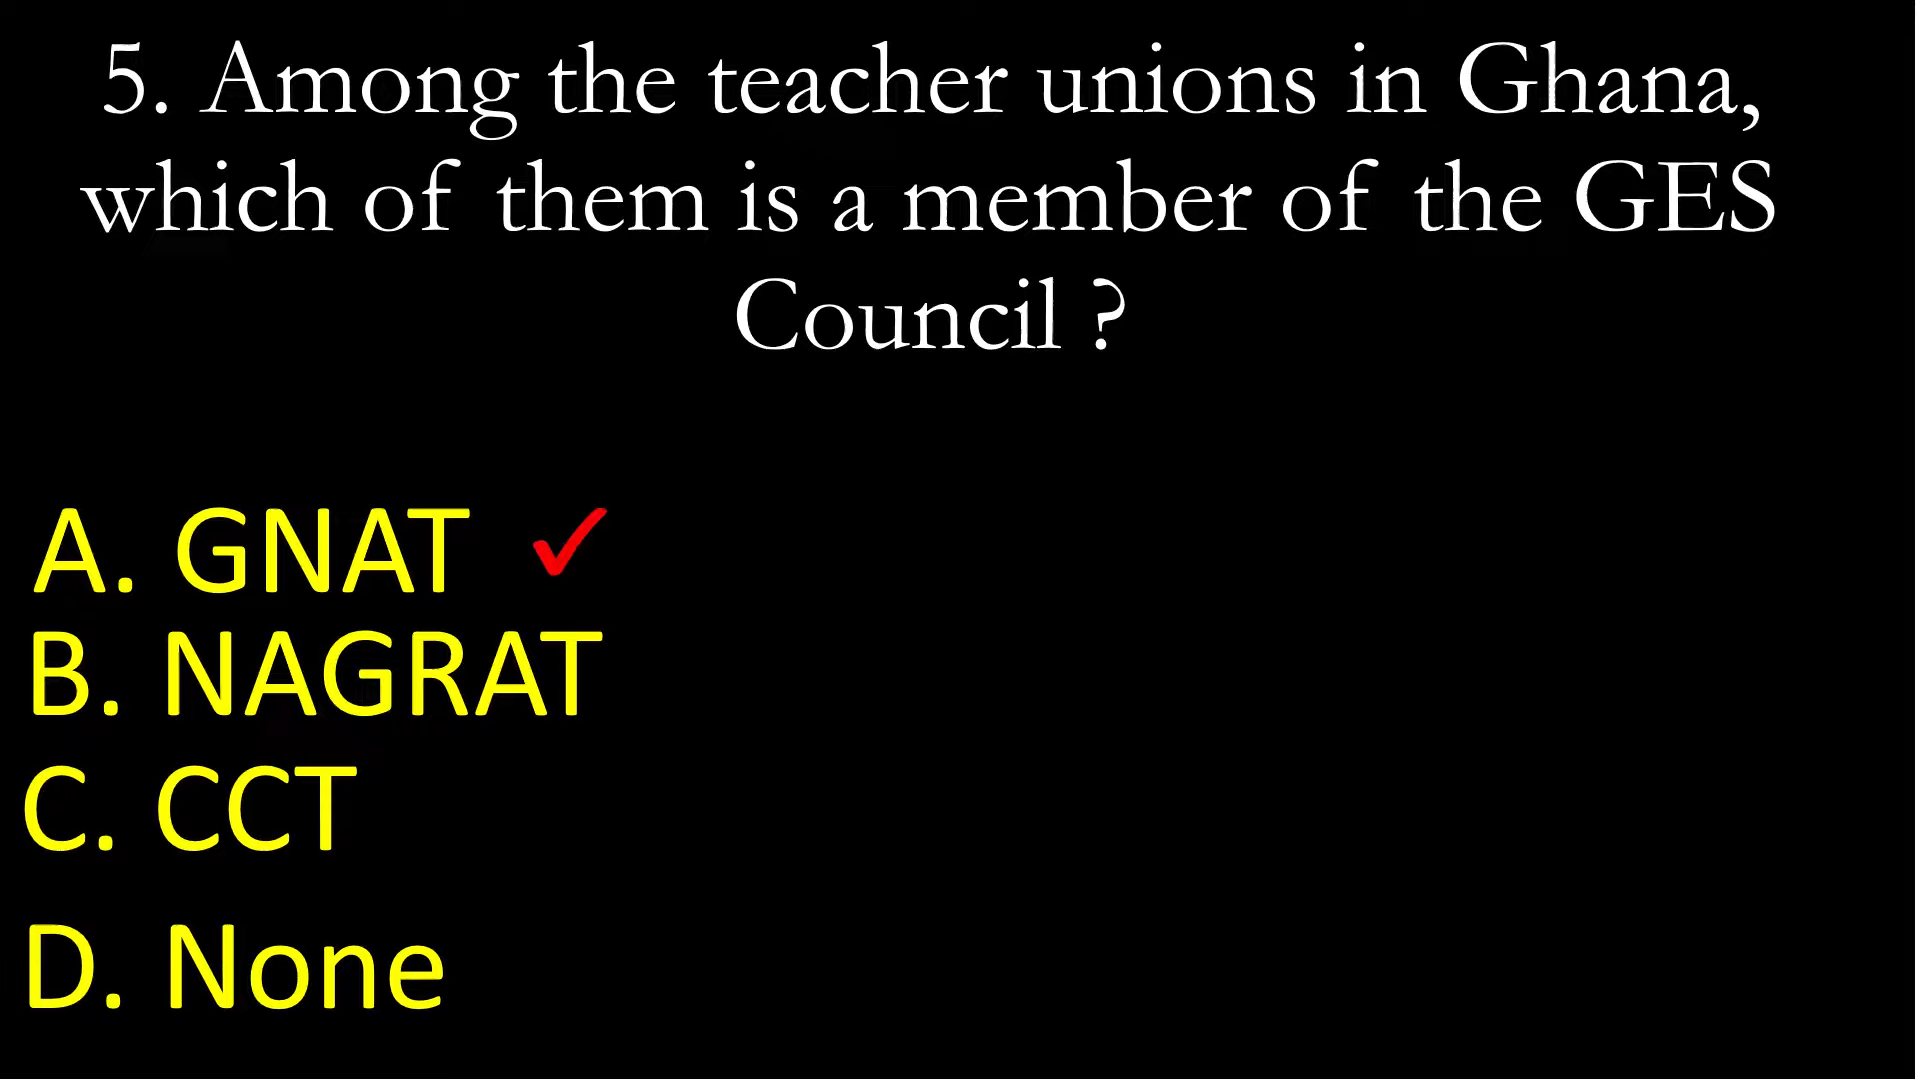 5. Among the teacher unions in Ghana,
which of them is a member of the GES
Council ?
A. GNAT ✓
B. NAGRAT
C. CCT
D. None